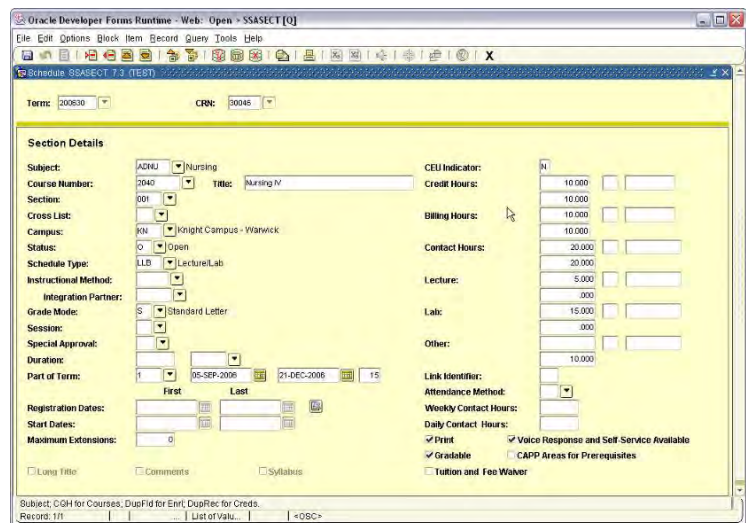 Oracle Developer Forms Runtime - Web: Open > SSASECT [Q]
File Edit Options Block Item Record Query Tools Help
X
Schedule SSASECT 7.3 (TEST)
Term: 200630 CRN: 30046
Section Details
Subject: ADNU Nursing CEU Indicator: N
Course Number: 2040 Title: Nursing IV Credit Hours: 10.000
Section: 001 10.000
Cross List: Billing Hours: 10.000
Campus: KN Knight Campus - Warwick 10.000
Status: O Open Contact Hours: 20.000
Schedule Type: LLB Lecture/Lab 20.000
Instructional Method: Lecture: 5.000
Integration Partner: .000
Grade Mode: S Standard Letter Lab: 15.000
Session: .000
Special Approval: Other:
Duration: 10.000
Part of Term: 1 05-SEP-2006 21-DEC-2006 15 Link Identifier:
First Last Attendance Method:
Registration Dates: Weekly Contact Hours:
Start Dates: Daily Contact Hours:
Maximum Extensions: 0 Print Voice Response and Self-Service Available
Gradable CAPP Areas for Prerequisites
Long Title Comments Syllabus Tuition and Fee Waiver
Subject; CQH for Courses; DupFld for Enrl; DupRec for Creds.
Record: 1/1 ... List of Valu... <OSC>